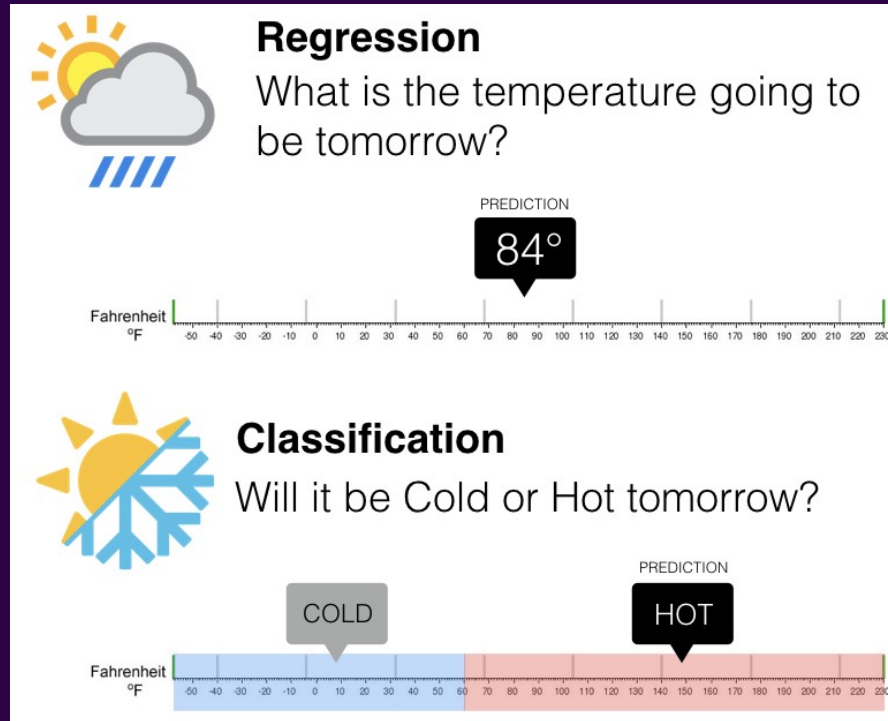 Regression
What is the temperature going to
be tomorrow?
PREDICTION
84°
Fahrenheit
°F
-50 -40 -30 -20 -10 0 10 20 30 40 50 60 70 80 90 100 110 120 130 140 150 160 170 180 190 200 210 220 230
Classification
Will it be Cold or Hot tomorrow?
PREDICTION
COLD HOT
Fahrenheit
°F
-50 -40 -30 -20 -10 0 10 20 30 40 50 60 70 80 90 100 110 120 130 140 150 160 170 180 190 200 210 220 230